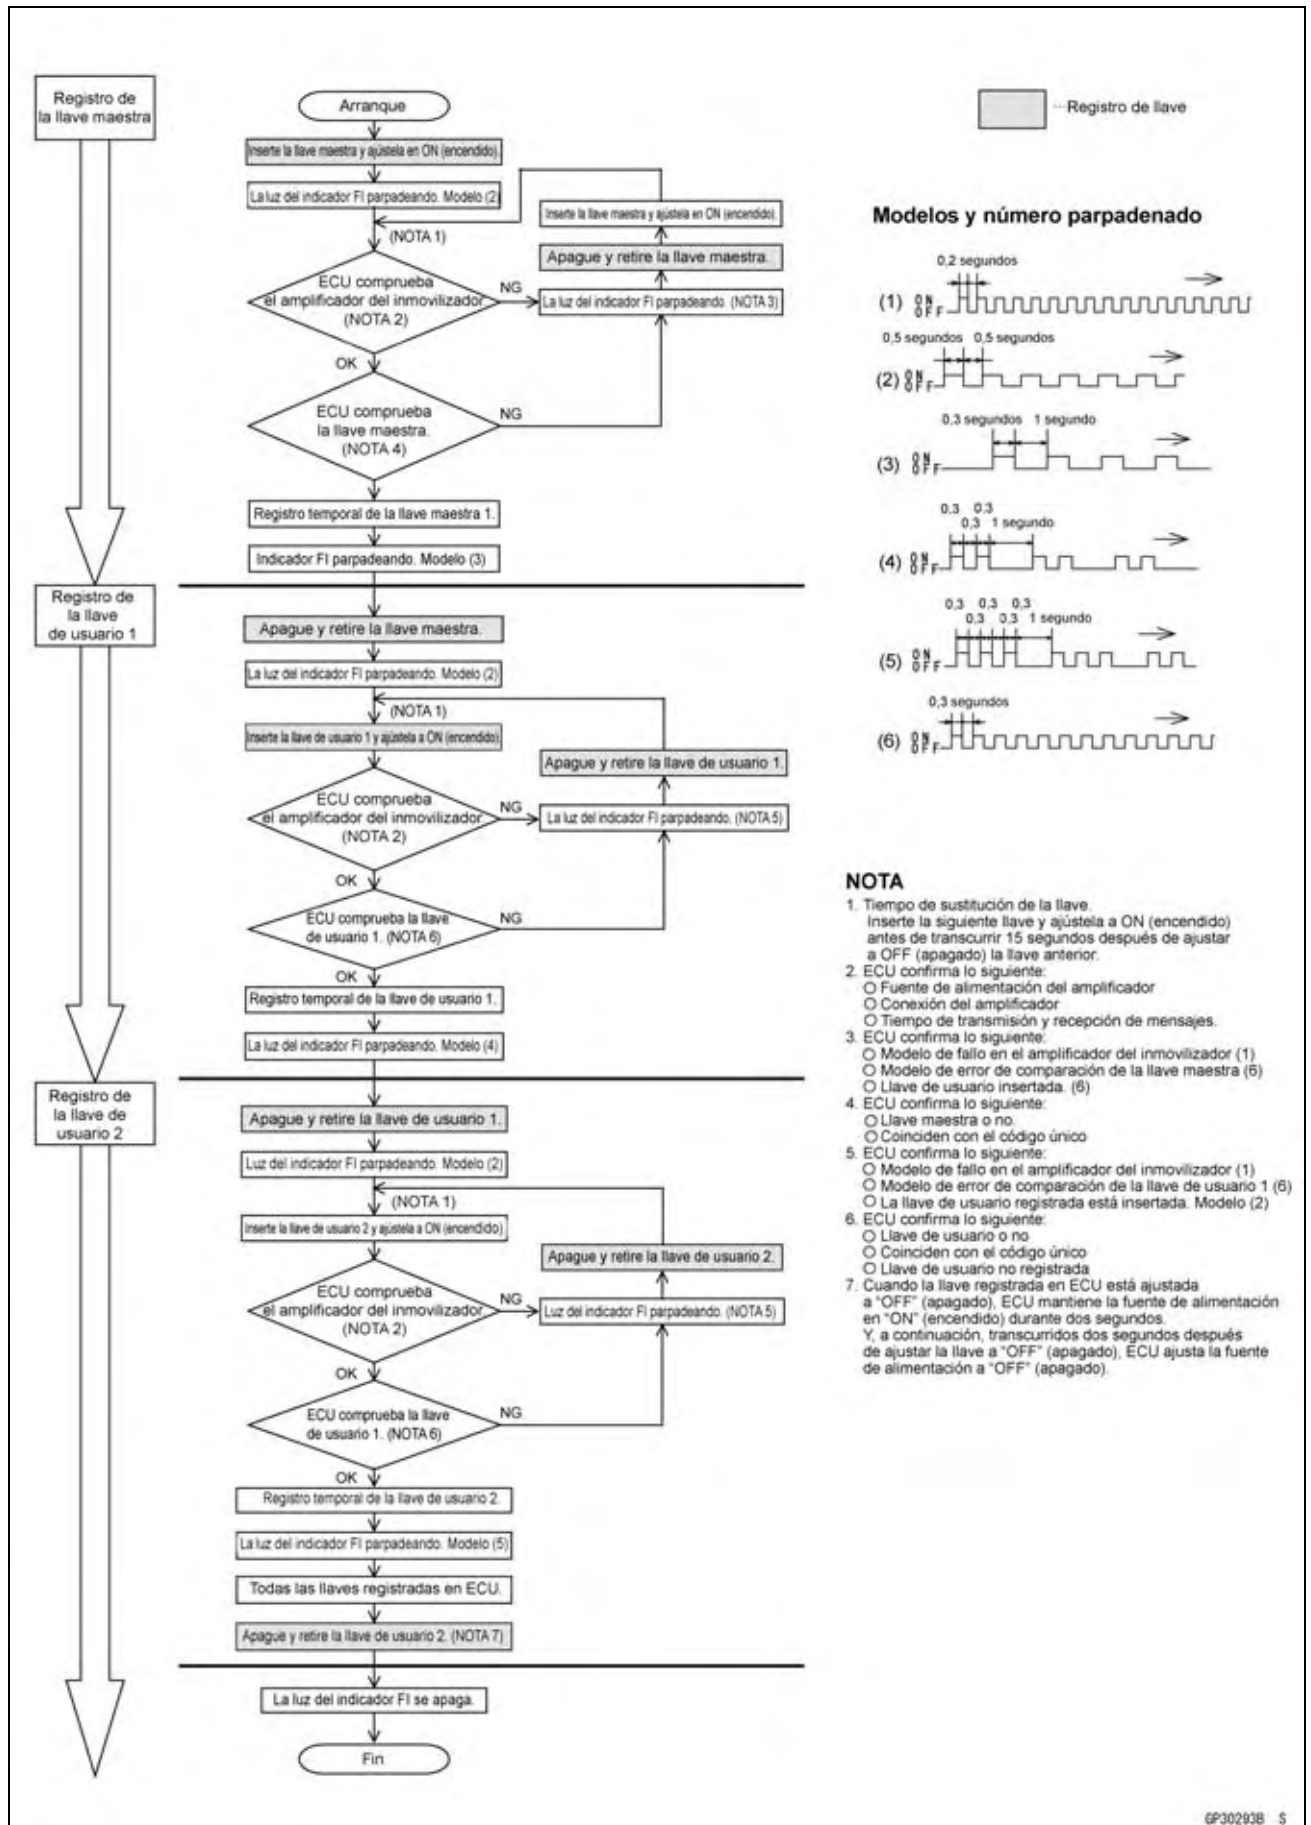 Registro de
la llave maestra
Arranque
Inserte la llave maestra y ajústela en ON (encendido).
La luz del indicador FI parpadeando. Modelo (2)
(NOTA 1)
ECU comprueba
el amplificador del inmovilizador
(NOTA 2)
NG
OK
Inserte la llave maestra y ajústela en ON (encendido).
Apague y retire la llave maestra.
La luz del indicador FI parpadeando. (NOTA 3)
ECU comprueba
la llave maestra.
(NOTA 4)
NG
Registro temporal de la llave maestra 1.
Indicador FI parpadeando. Modelo (3)
Registro de
la llave
de usuario 1
Apague y retire la llave maestra.
La luz del indicador FI parpadeando. Modelo (2)
(NOTA 1)
Inserte la llave de usuario 1 y ajústela a ON (encendido).
Apague y retire la llave de usuario 1.
ECU comprueba
el amplificador del inmovilizador
(NOTA 2)
NG
La luz del indicador FI parpadeando. (NOTA 5)
OK
ECU comprueba la llave
de usuario 1. (NOTA 6)
NG
OK
Registro temporal de la llave de usuario 1.
La luz del indicador FI parpadeando. Modelo (4)
Registro de
la llave de
usuario 2
Apague y retire la llave de usuario 1.
Luz del indicador FI parpadeando. Modelo (2)
(NOTA 1)
Inserte la llave de usuario 2 y ajústela a ON (encendido).
Apague y retire la llave de usuario 2.
ECU comprueba
el amplificador del inmovilizador
(NOTA 2)
NG
Luz del indicador FI parpadeando. (NOTA 5)
OK
ECU comprueba la llave
de usuario 1. (NOTA 6)
NG
OK
Registro temporal de la llave de usuario 2.
La luz del indicador FI parpadeando. Modelo (5)
Todas las llaves registradas en ECU.
Apague y retire la llave de usuario 2. (NOTA 7)
La luz del indicador FI se apaga.
Fin
...Registro de llave
Modelos y número parpadenado
0,2 segundos
(1) ON
OFF
0,5 segundos 0,5 segundos
(2) ON
OFF
0,3 segundos 1 segundo
(3) ON
OFF
0,3 0,3
0,3 1 segundo
(4) ON
OFF
0,3 0,3 0,3
0,3 0,3 1 segundo
(5) ON
OFF
0,3 segundos
(6) ON
OFF
NOTA
1. Tiempo de sustitución de la llave.
Inserte la siguiente llave y ajústela a ON (encendido)
antes de transcurrir 15 segundos después de ajustar
a OFF (apagado) la llave anterior.
2. ECU confirma lo siguiente:
○ Fuente de alimentación del amplificador
○ Conexión del amplificador
○ Tiempo de transmisión y recepción de mensajes.
3. ECU confirma lo siguiente:
○ Modelo de fallo en el amplificador del inmovilizador (1)
○ Modelo de error de comparación de la llave maestra (6)
○ Llave de usuario insertada. (6)
4. ECU confirma lo siguiente:
○ Llave maestra o no
○ Coinciden con el código único
5. ECU confirma lo siguiente:
○ Modelo de fallo en el amplificador del inmovilizador (1)
○ Modelo de error de comparación de la llave de usuario 1 (6)
○ La llave de usuario registrada está insertada. Modelo (2)
6. ECU confirma lo siguiente:
○ Llave de usuario o no
○ Coinciden con el código único
○ Llave de usuario no registrada
7. Cuando la llave registrada en ECU está ajustada
a “OFF” (apagado), ECU mantiene la fuente de alimentación
en “ON” (encendido) durante dos segundos.
Y, a continuación, transcurridos dos segundos después
de ajustar la llave a “OFF” (apagado), ECU ajusta la fuente
de alimentación a “OFF” (apagado).
GP30293B S